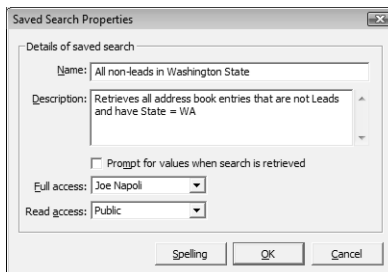 Saved Search Properties
Details of saved search
Name: All non-leads in Washington State
Description: Retrieves all address book entries that are not Leads
and have State = WA
Prompt for values when search is retrieved
Full access: Joe Napoli
Read access: Public
Spelling OK Cancel